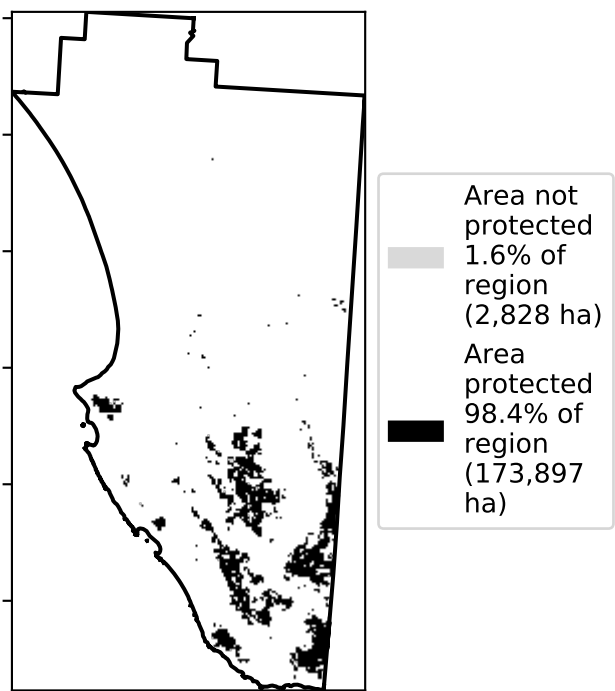 Area not
protected
1.6% of
region
(2,828 ha)
Area
protected
98.4% of
region
(173,897
ha)